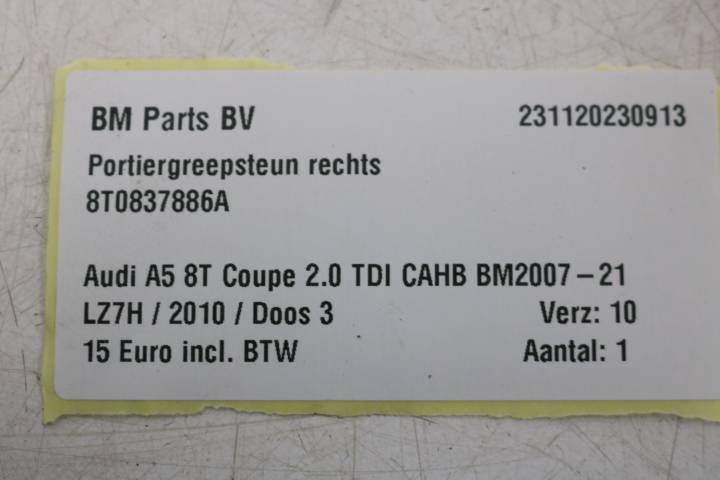 BM Parts BV 231120230913
Portiergreepsteun rechts
8T0837886A
Audi A5 8T Coupe 2.0 TDI CAHB BM2007-21
LZ7H / 2010 / Doos 3 Verz: 10
15 Euro incl. BTW Aantal: 1